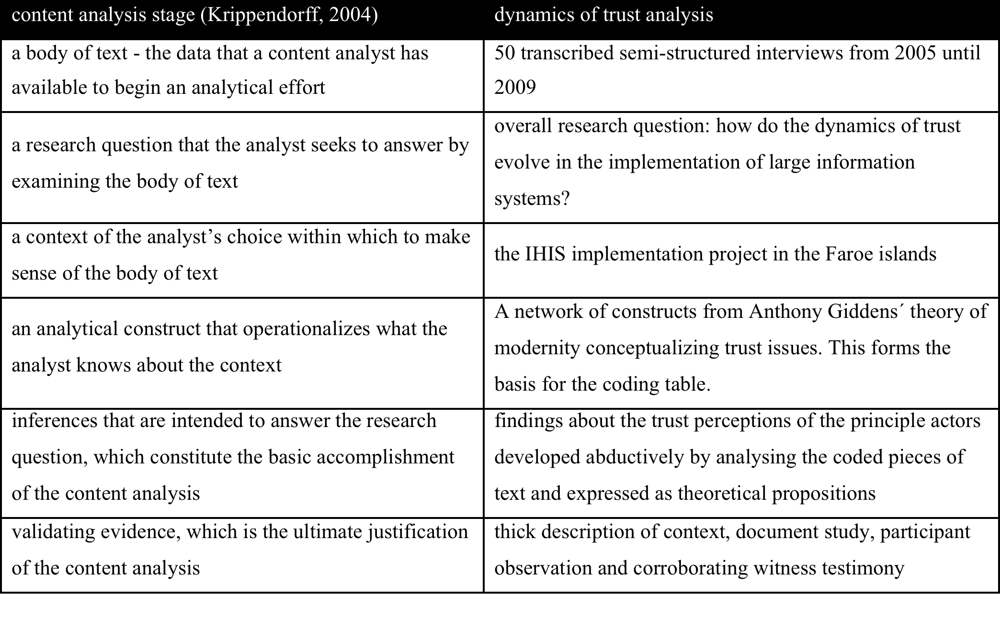 content analysis stage (Krippendorff, 2004)
dynamics of trust analysis
a body of text - the data that a content analyst has
available to begin an analytical effort
50 transcribed semi-structured interviews from 2005 until
2009
a research question that the analyst seeks to answer by
examining the body of text
overall research question: how do the dynamics of trust
evolve in the implementation of large information
systems?
a context of the analyst’s choice within which to make
sense of the body of text
the IHIS implementation project in the Faroe islands
an analytical construct that operationalizes what the
analyst knows about the context
A network of constructs from Anthony Giddens´ theory of
modernity conceptualizing trust issues. This forms the
basis for the coding table.
inferences that are intended to answer the research
question, which constitute the basic accomplishment
of the content analysis
findings about the trust perceptions of the principle actors
developed abductively by analysing the coded pieces of
text and expressed as theoretical propositions
validating evidence, which is the ultimate justification
of the content analysis
thick description of context, document study, participant
observation and corroborating witness testimony